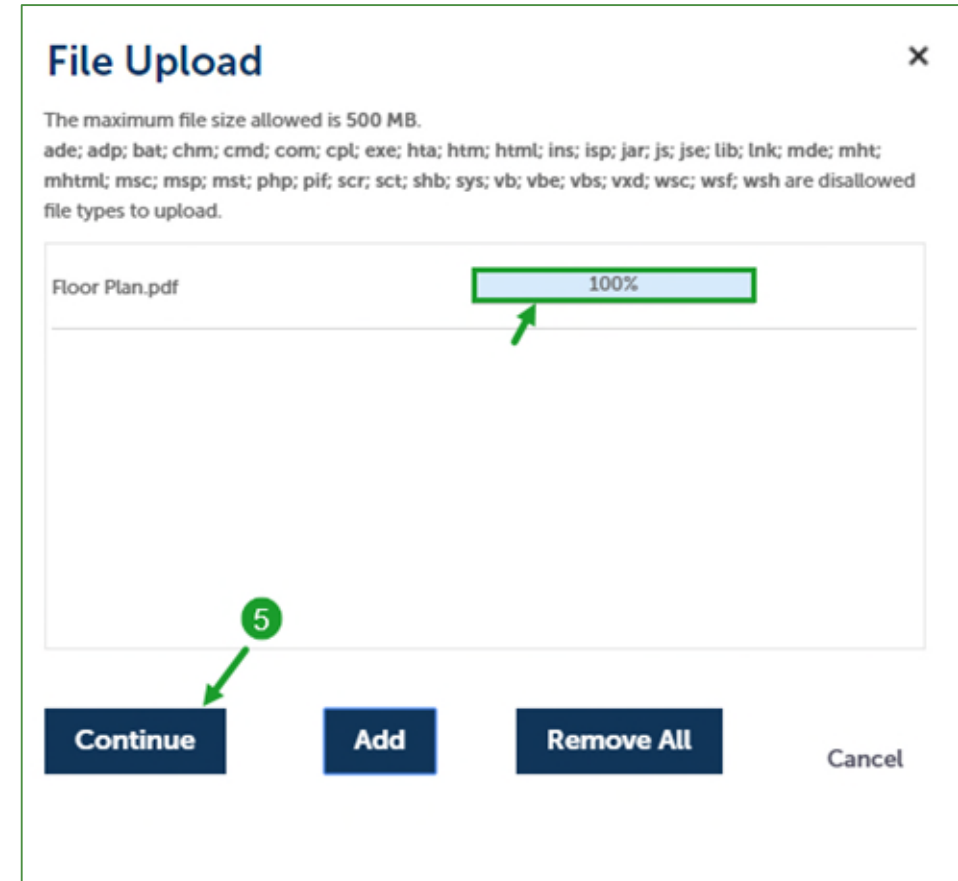 File Upload
×
The maximum file size allowed is 500 MB.
ade; adp; bat; chm; cmd; com; cpl; exe; hta; htm; html; ins; isp; jar; js; jse; lib; lnk; mde; mht;
mhtml; msc; msp; mst; php; pif; scr; sct; shb; sys; vb; vbe; vbs; vxd; wsc; wsf; wsh are disallowed
file types to upload.
Floor Plan.pdf 100%
5
Continue Add Remove All Cancel